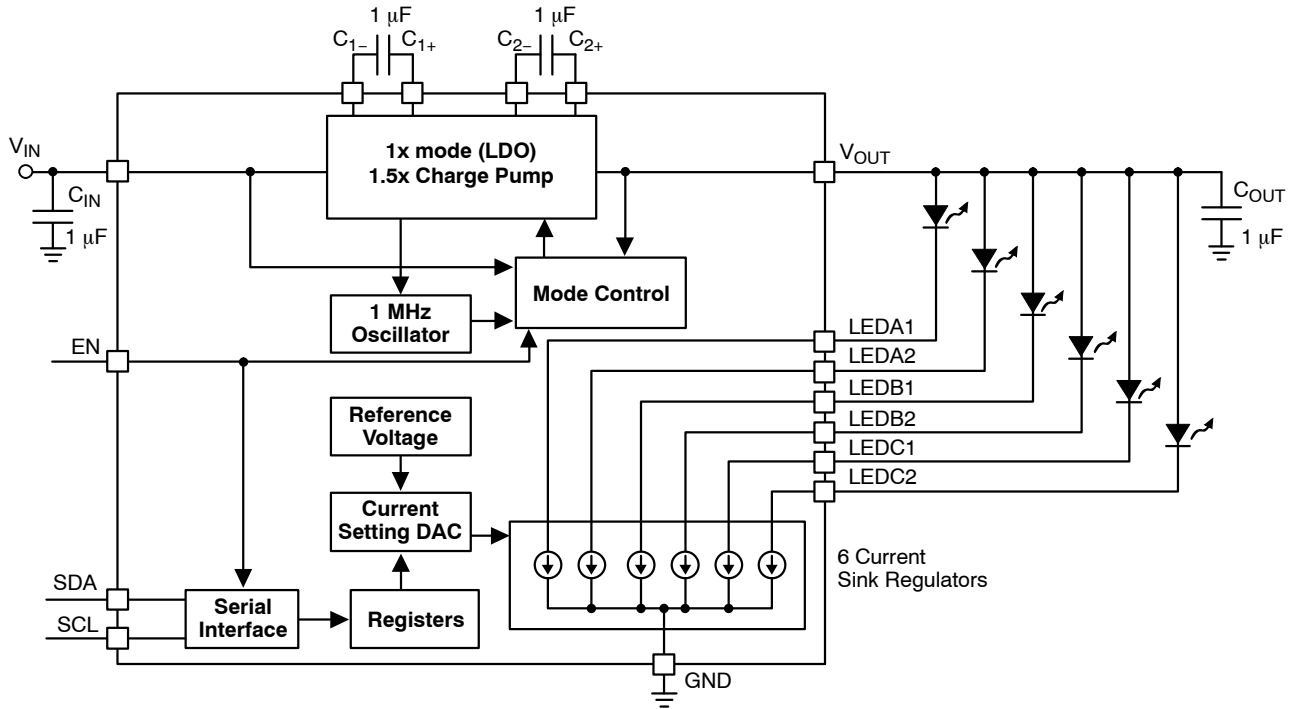 1 μF
1 μF
C1− C1+ C2− C2+
VIN
CIN
1 μF
1x mode (LDO)
1.5x Charge Pump
VOUT
COUT
1 μF
Mode Control
1 MHz
Oscillator
EN
LEDA1
LEDA2
LEDB1
LEDB2
LEDC1
LEDC2
Reference
Voltage
Current
Setting DAC
6 Current
Sink Regulators
SDA
SCL
Serial
Interface
Registers
GND